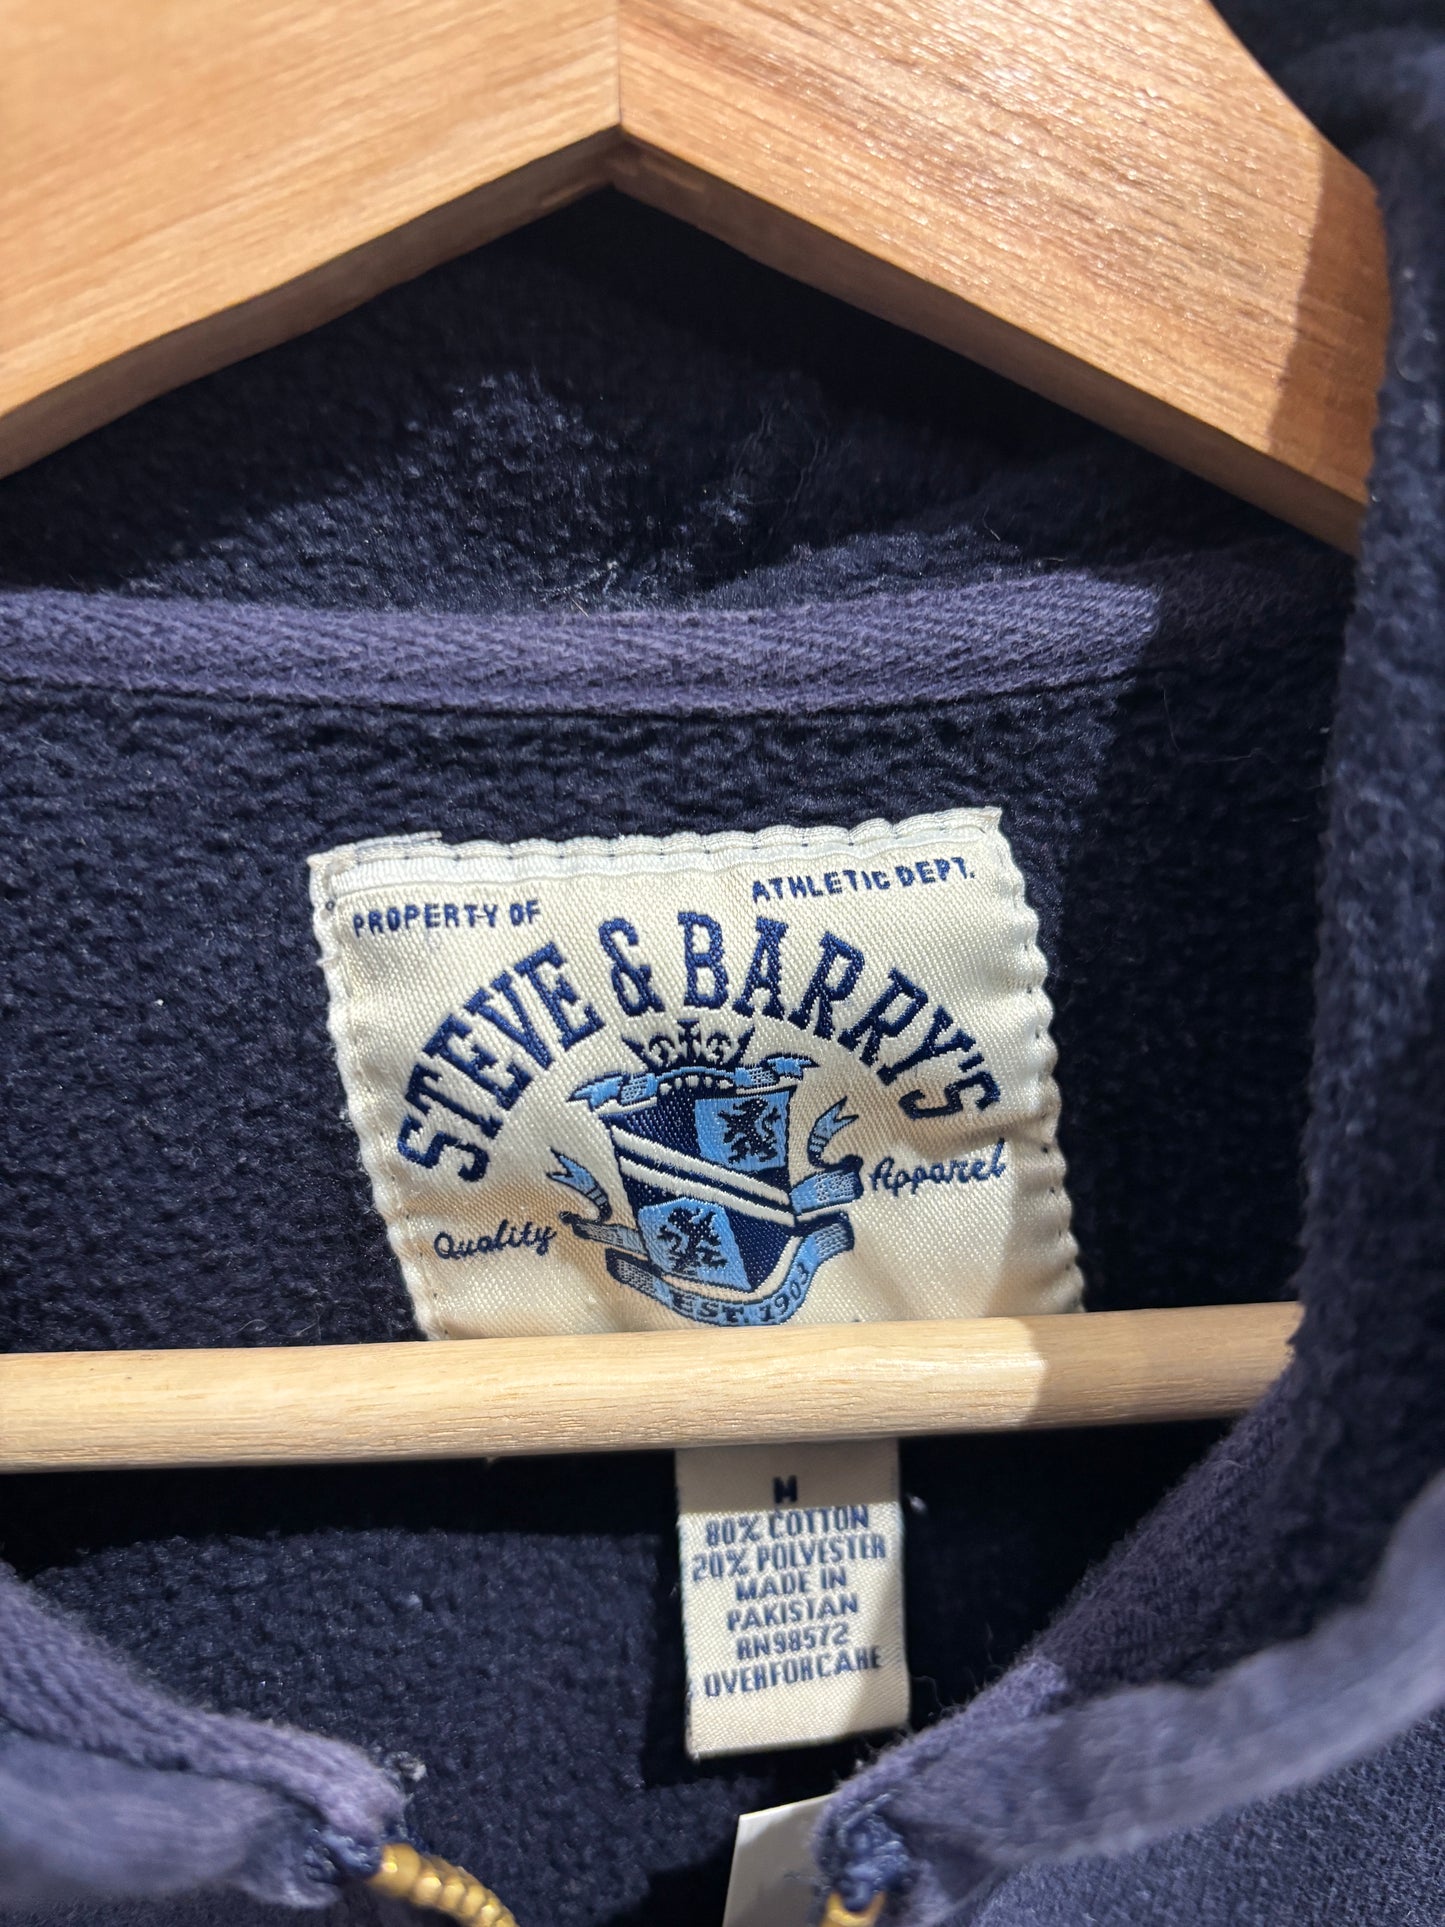 PROPERTY OF ATHLETIC DEPT.
STEVE & BARRY'S
Quality Apparel
EST. 1903
M
80% COTTON
20% POLYESTER
MADE IN
PAKISTAN
RN98572
OVER FOR CARE